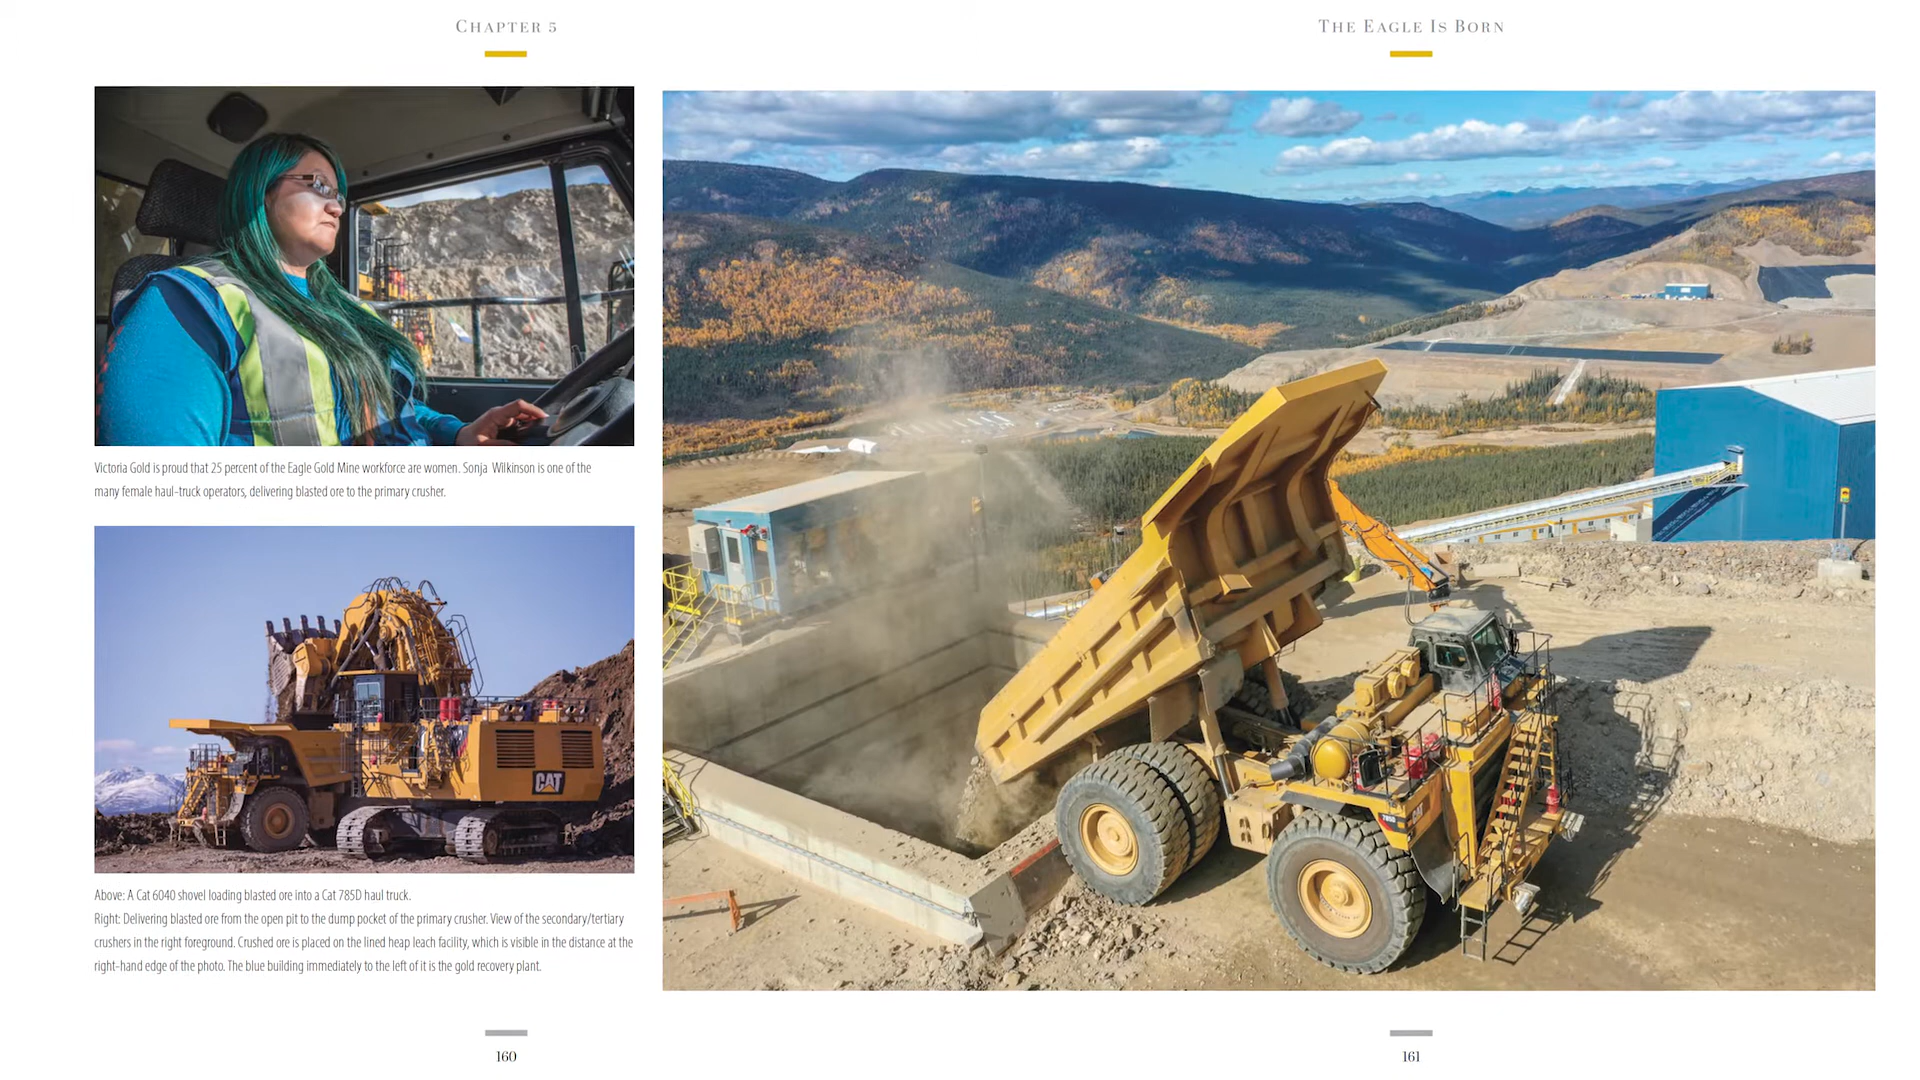 CHAPTER 5
THE EAGLE IS BORN
Victoria Gold is proud that 25 percent of the Eagle Gold Mine workforce are women. Sonja Wilkinson is one of the
many female haul-truck operators, delivering blasted ore to the primary crusher.
CAT
Above: A Cat 6040 shovel loading blasted ore into a Cat 785D haul truck.
Right: Delivering blasted ore from the open pit to the dump pocket of the primary crusher. View of the secondary/tertiary
crushers in the right foreground. Crushed ore is placed on the lined heap leach facility, which is visible in the distance at the
right-hand edge of the photo. The blue building immediately to the left of it is the gold recovery plant.
785D
CAT
160
161